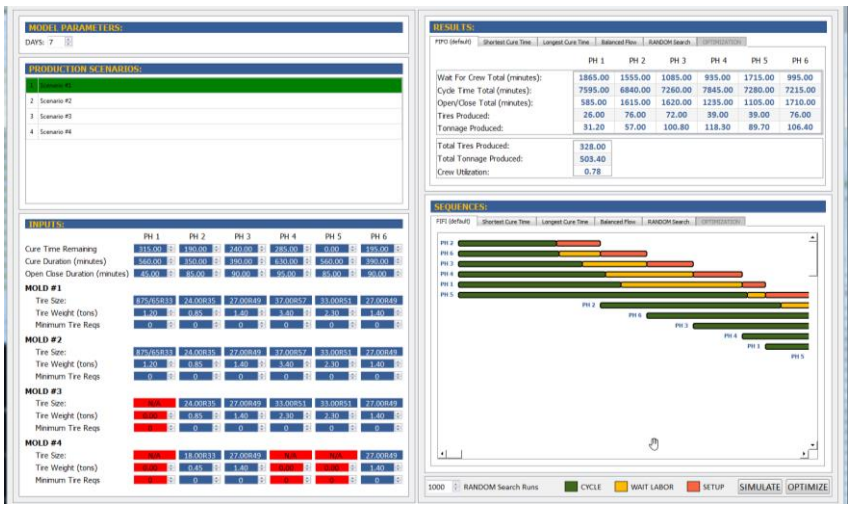 MODEL PARAMETERS:
DAYS: 7
PRODUCTION SCENARIOS:
1 Scenario #1
2 Scenario #2
3 Scenario #3
4 Scenario #4
INPUTS:
PH 1 PH 2 PH 3 PH 4 PH 5 PH 6
Cure Time Remaining 315.00 190.00 240.00 285.00 0.00 195.00
Cure Duration (minutes) 560.00 350.00 390.00 630.00 560.00 390.00
Open Close Duration (minutes) 45.00 85.00 90.00 95.00 85.00 90.00
MOLD #1
Tire Size: 875/65R33 24.00R35 27.00R49 37.00R57 33.00R51 27.00R49
Tire Weight (tons) 1.20 0.85 1.40 3.40 2.30 1.40
Minimum Tire Reqs 0 0 0 0 0 0
MOLD #2
Tire Size: 875/65R33 24.00R35 27.00R49 37.00R57 33.00R51 27.00R49
Tire Weight (tons) 1.20 0.85 1.40 3.40 2.30 1.40
Minimum Tire Reqs 0 0 0 0 0 0
MOLD #3
Tire Size: N/A 24.00R35 27.00R49 33.00R51 33.00R51 27.00R49
Tire Weight (tons) 0.00 0.85 1.40 2.30 2.30 1.40
Minimum Tire Reqs 0 0 0 0 0 0
MOLD #4
Tire Size: N/A 18.00R33 27.00R49 N/A N/A 27.00R49
Tire Weight (tons) 0.00 0.45 1.40 0.00 0.00 1.40
Minimum Tire Reqs 0 0 0 0 0 0
RESULTS:
FIFO (default) Shortest Cure Time Longest Cure Time Balanced Flow RANDOM Search OPTIMIZATION
PH 1 PH 2 PH 3 PH 4 PH 5 PH 6
Wait For Crew Total (minutes): 1865.00 1555.00 1085.00 935.00 1715.00 995.00
Cycle Time Total (minutes): 7595.00 6840.00 7260.00 7845.00 7280.00 7215.00
Open/Close Total (minutes): 585.00 1615.00 1620.00 1235.00 1105.00 1710.00
Tires Produced: 26.00 76.00 72.00 39.00 39.00 76.00
Tonnage Produced: 31.20 57.00 100.80 118.30 89.70 106.40
Total Tires Produced: 328.00
Total Tonnage Produced: 503.40
Crew Utilization: 0.78
SEQUENCES:
FIFI (default) Shortest Cure Time Longest Cure Time Balanced Flow RANDOM Search OPTIMIZATION
PH 2
PH 6
PH 3
PH 4
PH 1
PH 5
PH 2
PH 6
PH 3
PH 4
PH 1
PH 5
1000 RANDOM Search Runs CYCLE WAIT LABOR SETUP SIMULATE OPTIMIZE